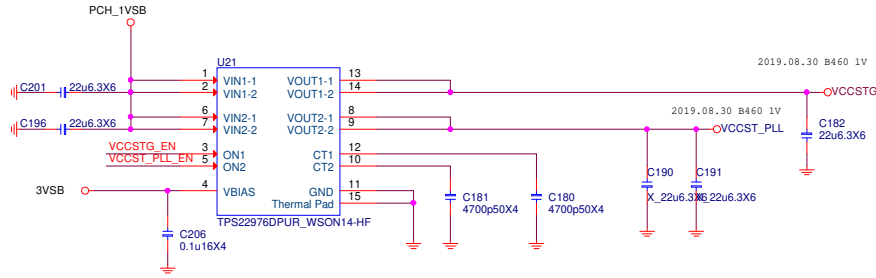 PCH_1VSB
U21
2019.08.30 B460 1V
C201
22u6.3X6
1
VIN1-1
VOUT1-1
13
2
VIN1-2
VOUT1-2
14
VCCSTG
2019.08.30 B460 1V
C196
22u6.3X6
6
VIN2-1
VOUT2-1
8
7
VIN2-2
VOUT2-2
9
VCCST_PLL
C182
22u6.3X6
VCCSTG_EN
3
ON1
CT1
12
VCCST_PLL_EN
5
ON2
CT2
10
C190
C191
3VSB
4
VBIAS
GND
11
Thermal Pad
15
C181
4700p50X4
C180
4700p50X4
X_22u6.3X6
X_22u6.3X6
TPS22976DPUR_WSON14-HF
C206
0.1u16X4